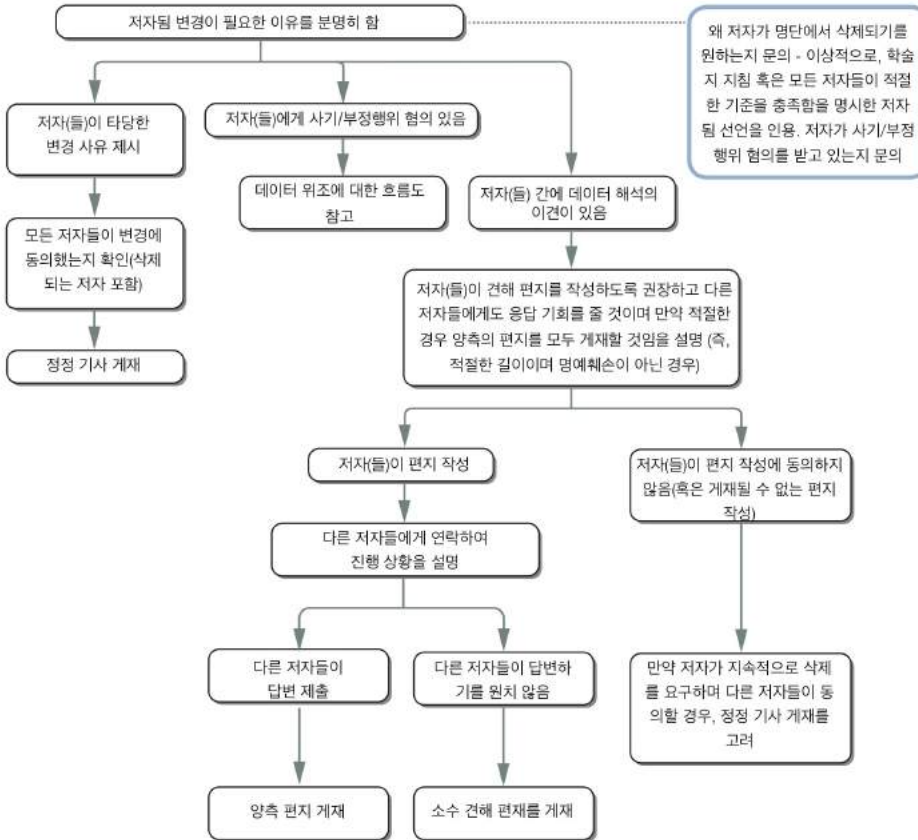 저자됨 변경이 필요한 이유를 분명히 함
왜 저자가 명단에서 삭제되기를
원하는지 문의 - 이상적으로, 학술
지 지침 혹은 모든 저자들이 적절
한 기준을 충족함을 명시한 저자
됨 선언을 인용. 저자가 사기/부정
행위 혐의를 받고 있는지 문의
저자(들)이 타당한
변경 사유 제시
저자(들)에게 사기/부정행위 혐의 있음
데이터 위조에 대한 흐름도
참고
저자(들) 간에 데이터 해석의
이견이 있음
모든 저자들이 변경에
동의했는지 확인(삭제
되는 저자 포함)
정정 기사 게재
저자(들)이 견해 편지를 작성하도록 권장하고 다른
저자들에게도 응답 기회를 줄 것이며 만약 적절한
경우 양측의 편지를 모두 게재할 것임을 설명 (즉,
적절한 길이이며 명예훼손이 아닌 경우)
저자(들)이 편지 작성
저자(들)이 편지 작성에 동의하지
않음(혹은 게재될 수 없는 편지
작성)
다른 저자들에게 연락하여
진행 상황을 설명
다른 저자들이
답변 제출
다른 저자들이 답변하
기를 원치 않음
만약 저자가 지속적으로 삭제
를 요구하며 다른 저자들이 동
의할 경우, 정정 기사 게재를
고려
양측 편지 게재
소수 견해 편재를 게재